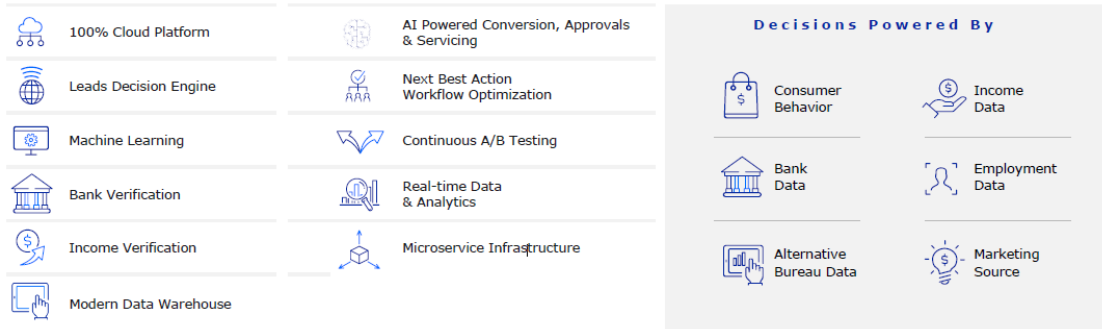 100% Cloud Platform
Leads Decision Engine
Machine Learning
Bank Verification
Income Verification
Modern Data Warehouse
AI Powered Conversion, Approvals
& Servicing
Next Best Action
Workflow Optimization
Continuous A/B Testing
Real-time Data
& Analytics
Microservice Infrastructure
Decisions Powered By
Consumer
Behavior
Income
Data
Bank
Data
Employment
Data
Alternative
Bureau Data
Marketing
Source